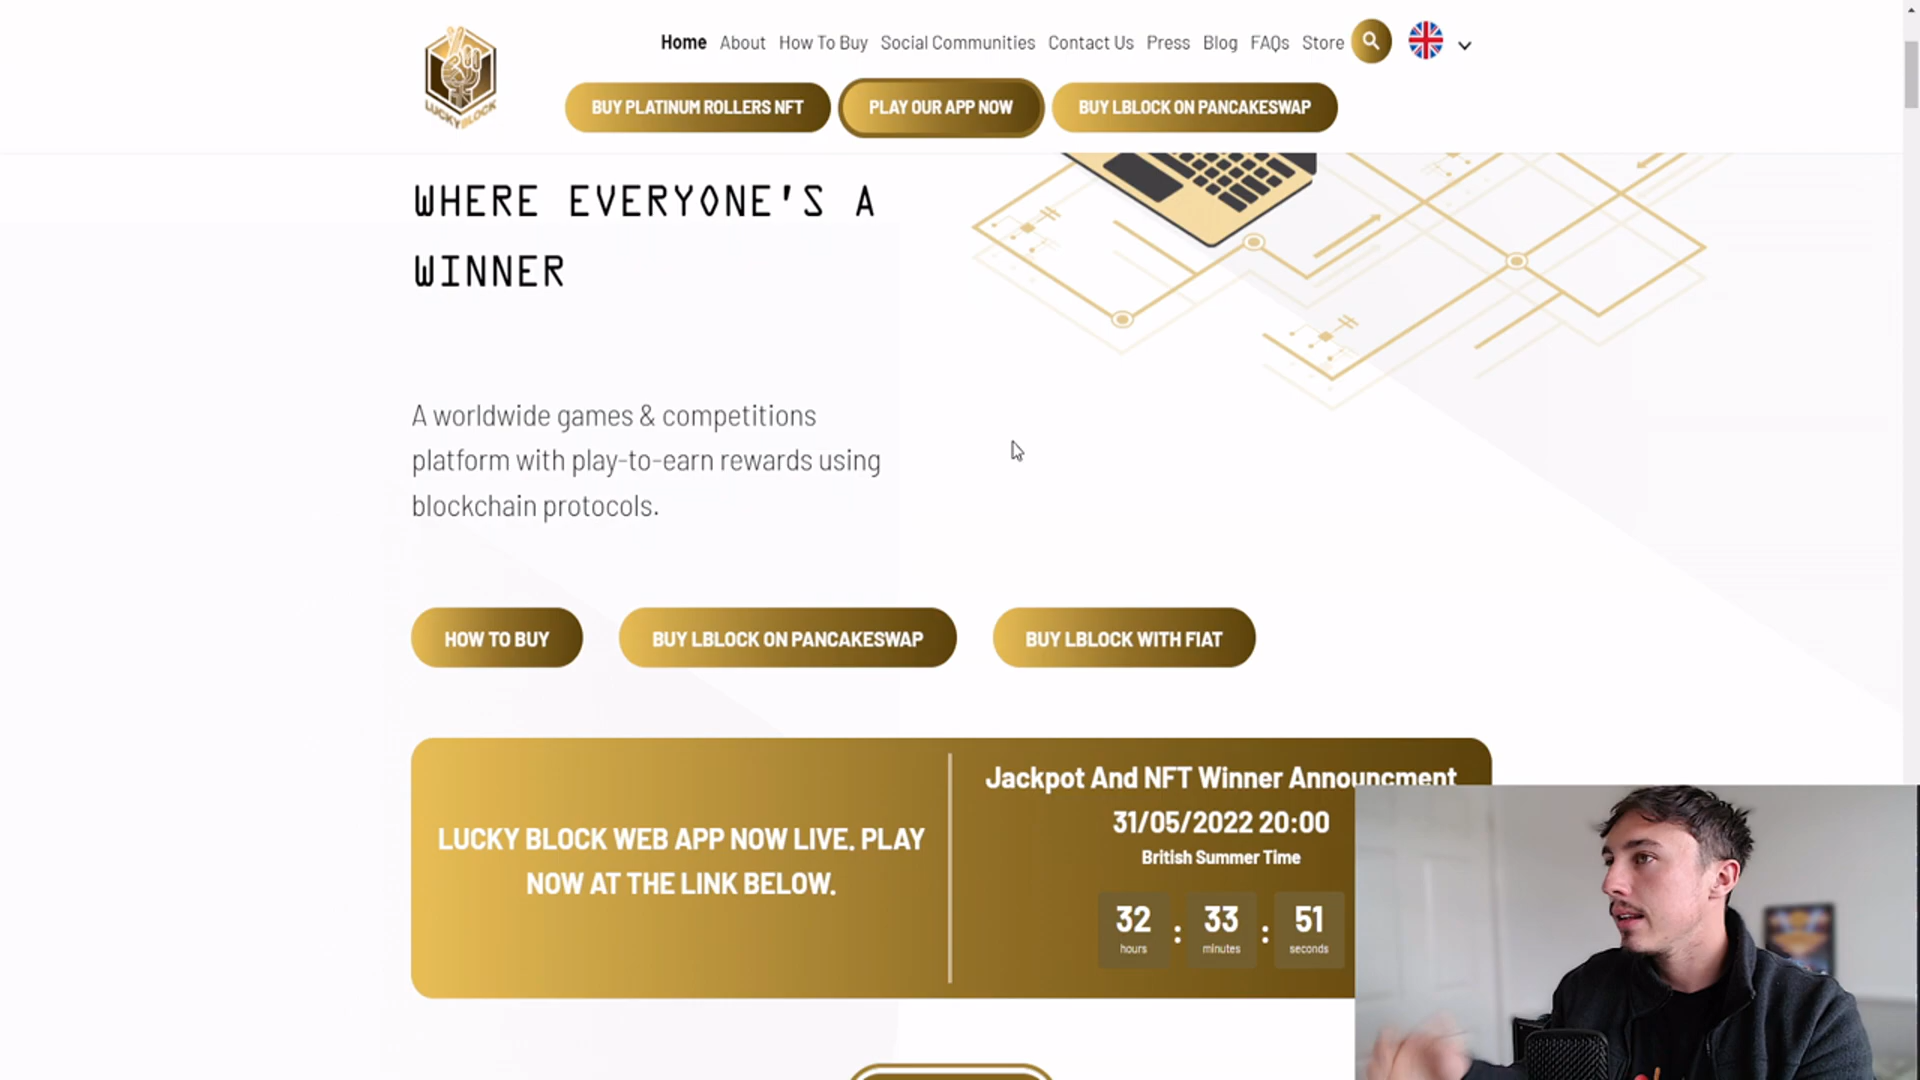 Home About How To Buy Social Communities Contact Us Press Blog FAQs Store
LUCKY BLOCK
BUY PLATINUM ROLLERS NFT
PLAY OUR APP NOW
BUY LBLOCK ON PANCAKESWAP
WHERE EVERYONE'S A
WINNER
A worldwide games & competitions
platform with play-to-earn rewards using
blockchain protocols.
HOW TO BUY
BUY LBLOCK ON PANCAKESWAP
BUY LBLOCK WITH FIAT
LUCKY BLOCK WEB APP NOW LIVE. PLAY
NOW AT THE LINK BELOW.
Jackpot And NFT Winner Announcment
31/05/2022 20:00
British Summer Time
32 : 33 : 51
hours minutes seconds